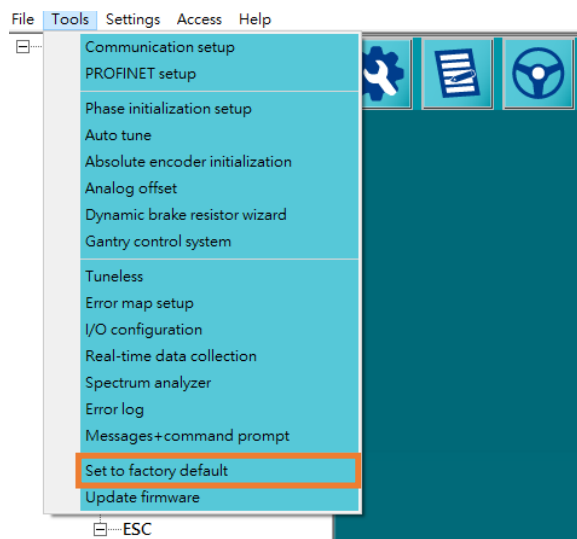 File Tools Settings Access Help
Communication setup
PROFINET setup
Phase initialization setup
Auto tune
Absolute encoder initialization
Analog offset
Dynamic brake resistor wizard
Gantry control system
Tuneless
Error map setup
I/O configuration
Real-time data collection
Spectrum analyzer
Error log
Messages+command prompt
Set to factory default
Update firmware
ESC